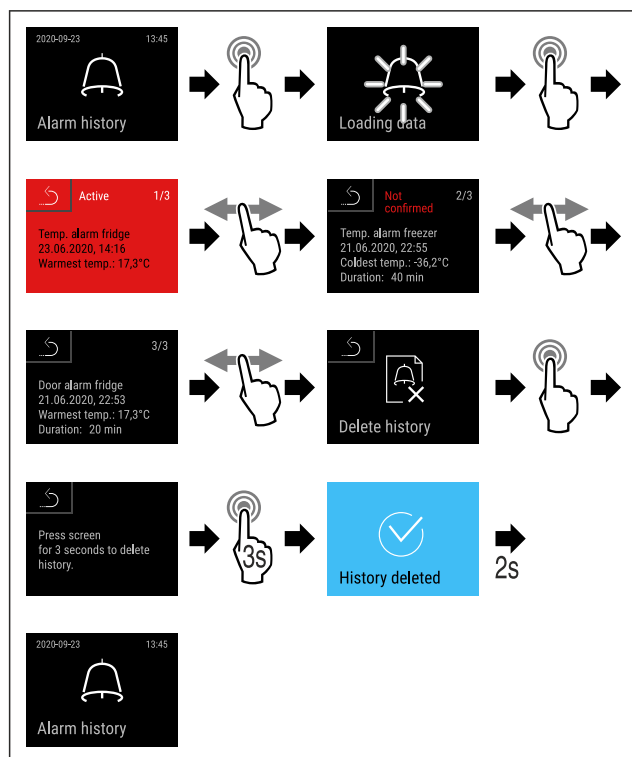 2020-09-23 13:45
Alarm history
Loading data
Active 1/3
Temp. alarm fridge
23.06.2020, 14:16
Warmest temp.: 17,3°C
Not 2/3
confirmed
Temp. alarm freezer
21.06.2020, 22:55
Coldest temp.: -36,2°C
Duration: 40 min
3/3
Door alarm fridge
21.06.2020, 22:53
Warmest temp.: 17,3°C
Duration: 20 min
Delete history
Press screen
for 3 seconds to delete
history.
3s
History deleted
2s
2020-09-23 13:45
Alarm history